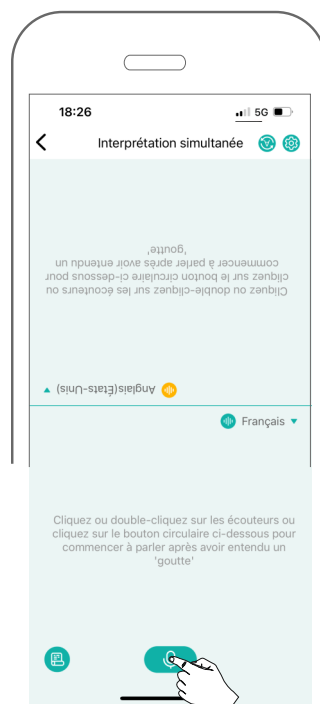 18:26
5G
Interprétation simultanée
Cliquez ou double-cliquez sur les écouteurs ou
cliquez sur le bouton circulaire ci-dessous pour
commencer à parler après avoir entendu un
'goutte'
Anglais(États-Unis)
Français
Cliquez ou double-cliquez sur les écouteurs ou
cliquez sur le bouton circulaire ci-dessous pour
commencer à parler après avoir entendu un
'goutte'